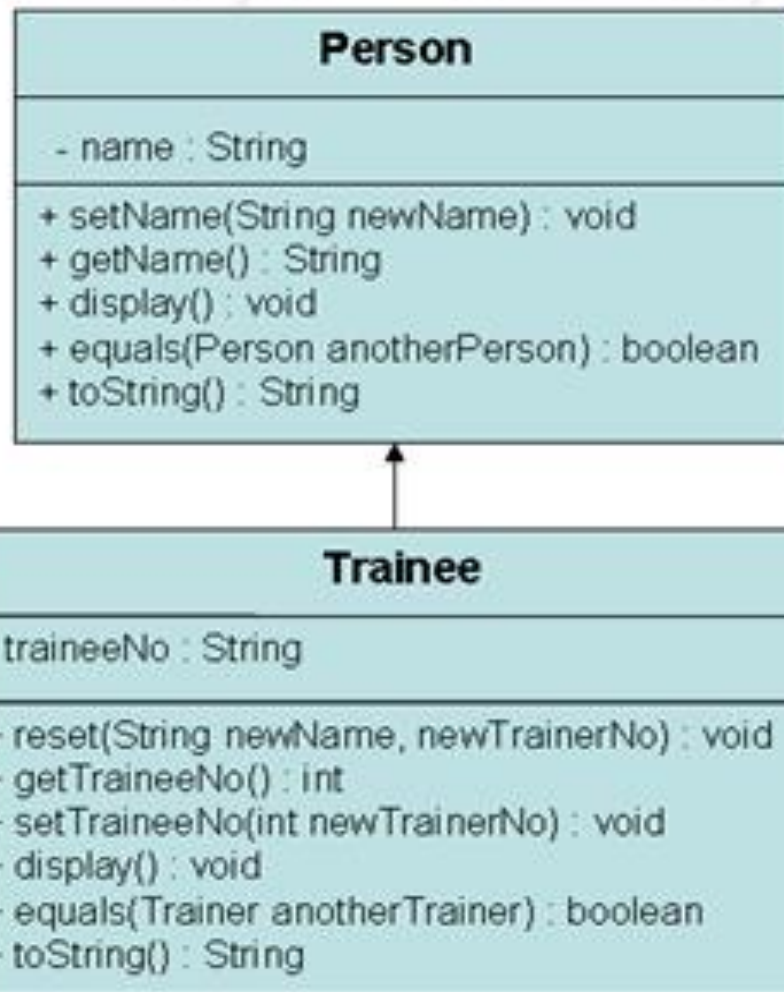 Person
- name : String
+ setName(String newName) : void
+ getName() : String
+ display() : void
+ equals(Person anotherPerson) : boolean
+ toString() : String
Trainee
traineeNo : String
reset(String newName, newTrainerNo) : void
getTraineeNo() : int
setTraineeNo(int newTrainerNo) : void
display() : void
equals(Trainer anotherTrainer) : boolean
toString() : String